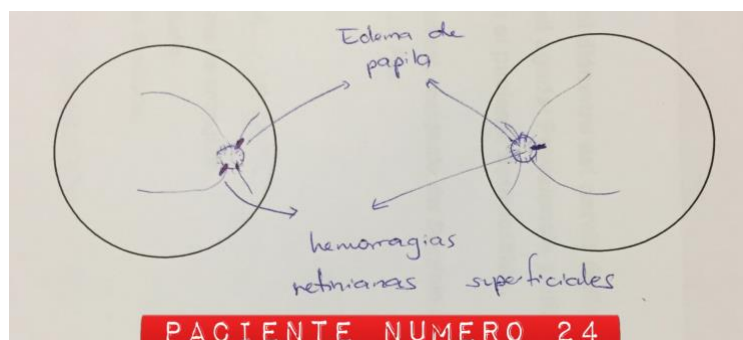 Edema de
papila
hemorragias
retinianas superficiales
PACIENTE NUMERO 24